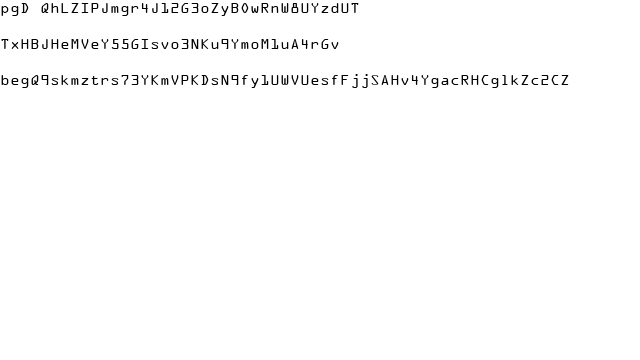 pgD QhLZIPJmgr4J12G3oZyB0wRnW8UYzdUT
TxHBJHeMVeY55GIsvo3NKu9YmoM1uA4rGv
begQ9skmztrs73YKmVPKDsN9fy1UWVUesfFjjSAHv4YgacRHCglkZc2CZ